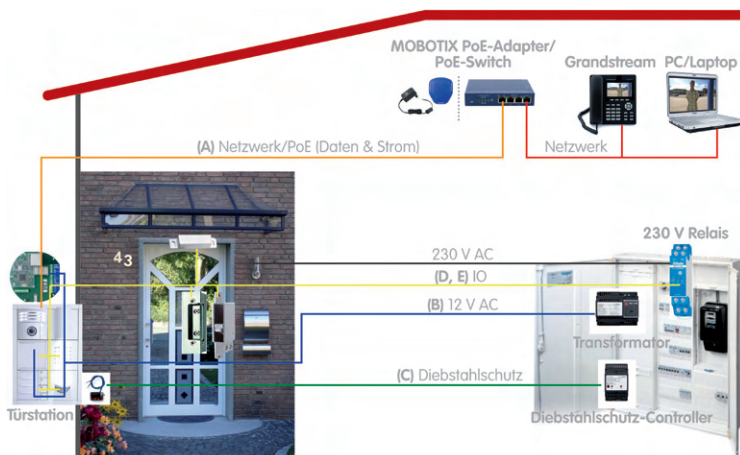 MOBOTIX PoE-Adapter/
PoE-Switch
Grandstream
PC/Laptop
(A) Netzwerk/PoE (Daten & Strom)
Netzwerk
43
230 V AC
230 V Relais
(D, E) IO
(B) 12 V AC
Transformator
(C) Diebstahlschutz
Türstation
Diebstahlschutz-Controller